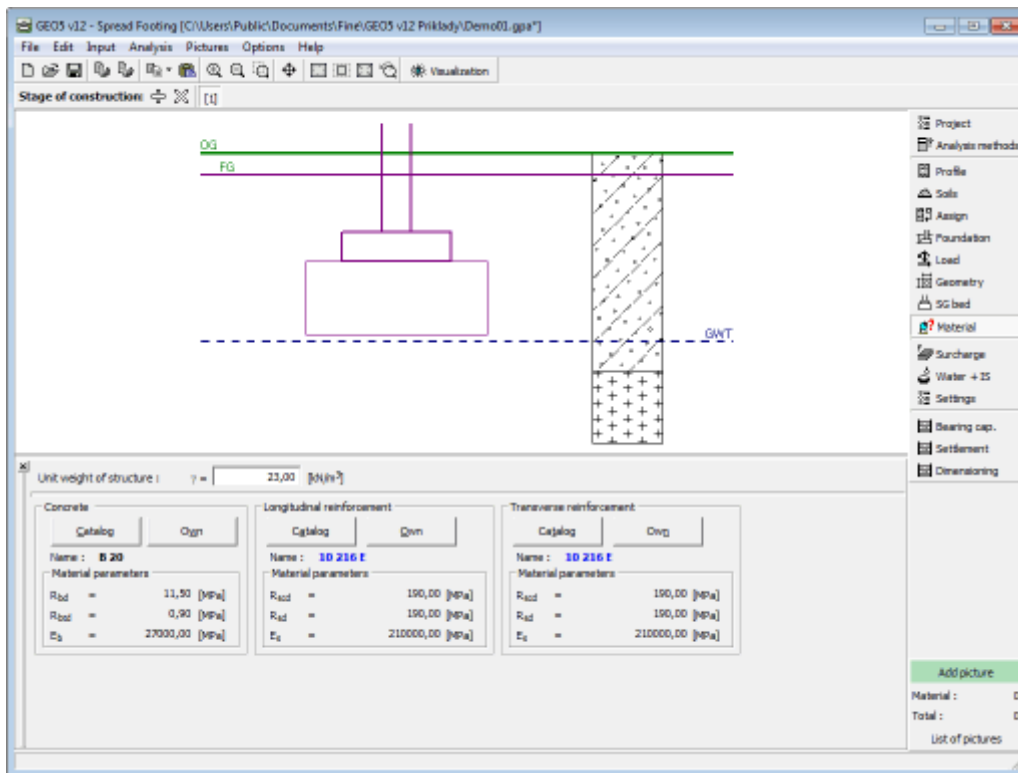 GEO5 v12 - Spread Footing [C:\Users\Public\Documents\Fine\GEO5 v12 Priklady\Demo01.gpa*]
File Edit Input Analysis Pictures Options Help
Visualization
Stage of construction: [1]
OG
FG
GWT
Project
Analysis methods
Profile
Soils
Assign
Foundation
Load
Geometry
SG bed
Material
Surcharge
Water + IS
Settings
Bearing cap.
Settlement
Dimensioning
Add picture
Material : 0
Total : 0
List of pictures
Unit weight of structure : γ = 23,00 [kN/m³]
Concrete
Catalog Own
Name : B 20
Material parameters
Rbd = 11,50 [MPa]
Rbtd = 0,90 [MPa]
Eb = 27000,00 [MPa]
Longitudinal reinforcement
Catalog Own
Name : 10 216 E
Material parameters
Rscd = 190,00 [MPa]
Rsd = 190,00 [MPa]
Es = 210000,00 [MPa]
Transverse reinforcement
Catalog Own
Name : 10 216 E
Material parameters
Rscd = 190,00 [MPa]
Rsd = 190,00 [MPa]
Es = 210000,00 [MPa]